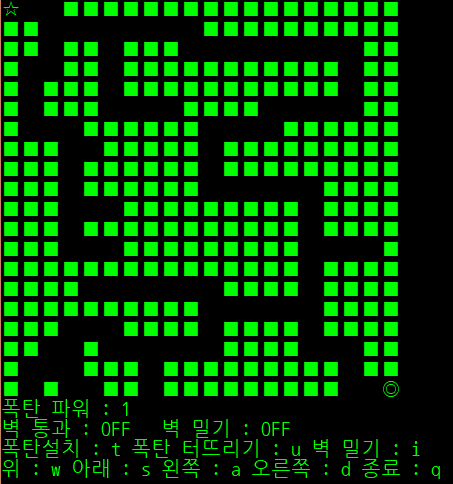 폭탄 파워 : 1
벽 통과 : OFF 벽 밀기 : OFF
폭탄설치 : t 폭탄 터뜨리기 : u 벽 밀기 : i
위 : w 아래 : s 왼쪽 : a 오른쪽 : d 종료 : q